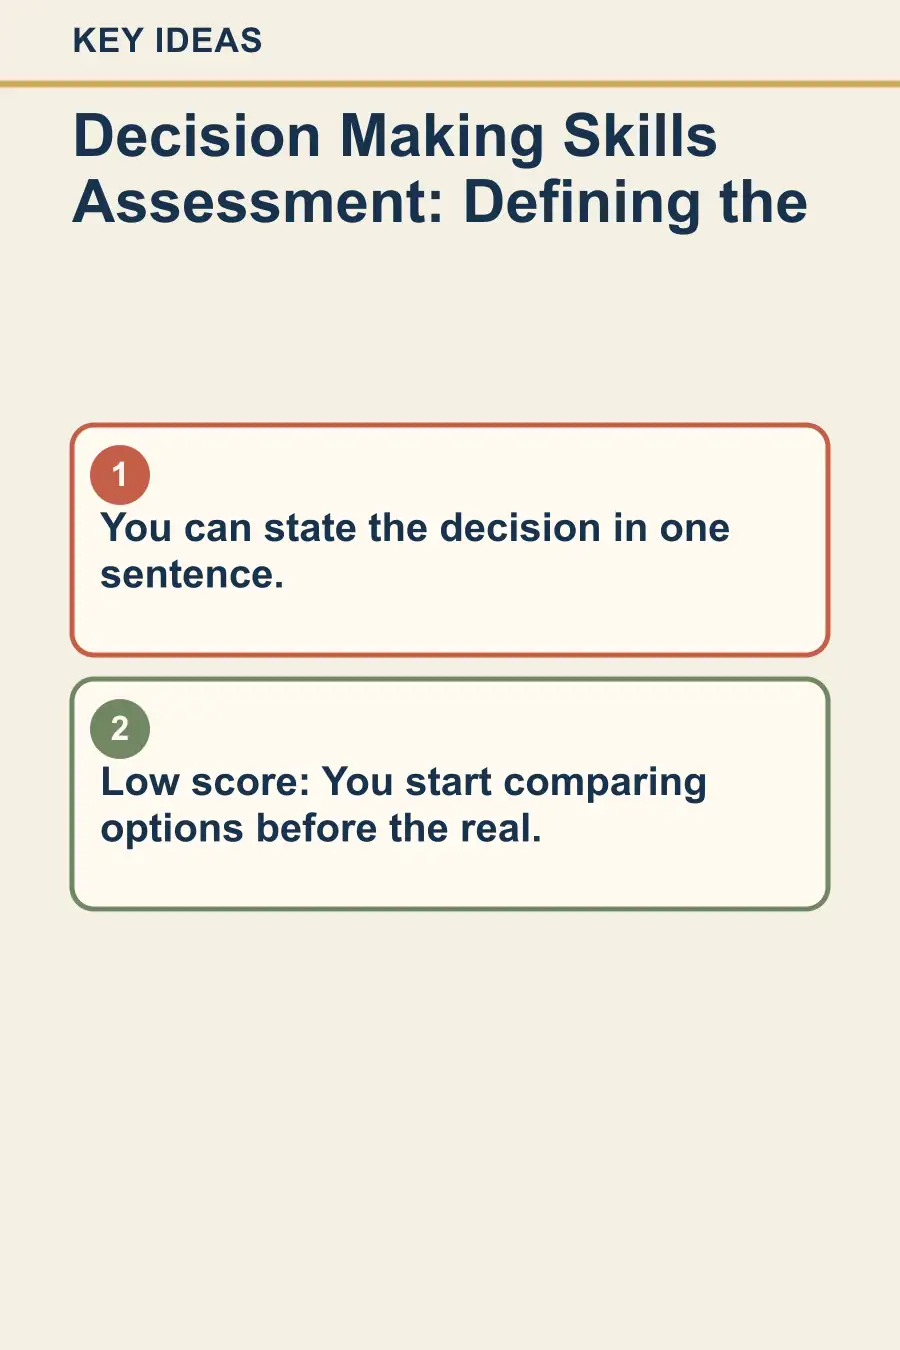 KEY IDEAS
Decision Making Skills
Assessment: Defining the
1
You can state the decision in one
sentence.
2
Low score: You start comparing
options before the real.